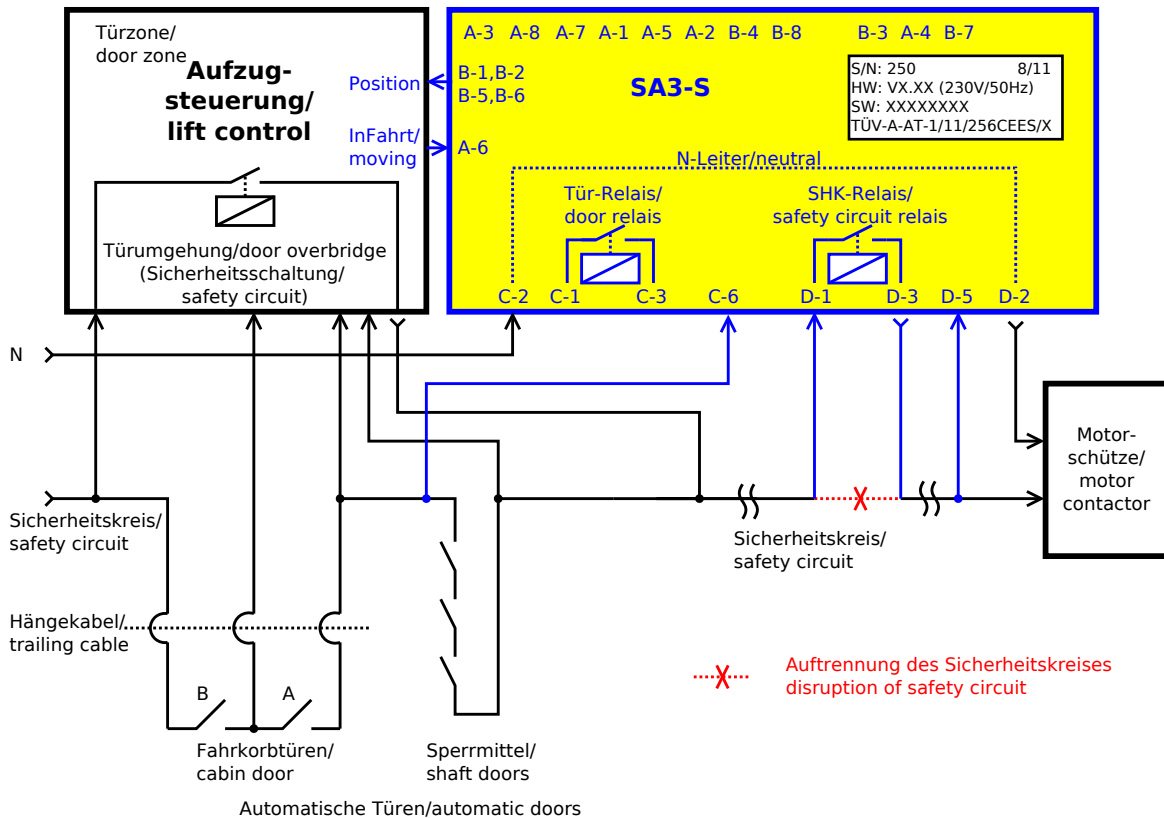 Türzone/
door zone
Aufzug-
steuerung/
lift control
Position
InFahrt/
moving
Türumgehung/door overbridge
(Sicherheitsschaltung/
safety circuit)
A-3 A-8 A-7 A-1 A-5 A-2 B-4 B-8 B-3 A-4 B-7
B-1,B-2
B-5,B-6
A-6
SA3-S
S/N: 250 8/11
HW: VX.XX (230V/50Hz)
SW: XXXXXXXX
TÜV-A-AT-1/11/256CEES/X
N-Leiter/neutral
Tür-Relais/
door relais
SHK-Relais/
safety circuit relais
C-2 C-1 C-3 C-6 D-1 D-3 D-5 D-2
N
Motor-
schütze/
motor
contactor
Sicherheitskreis/
safety circuit
Sicherheitskreis/
safety circuit
Hängekabel/
trailing cable
B A
Auftrennung des Sicherheitskreises
disruption of safety circuit
Fahrkorbtüren/
cabin door
Sperrmittel/
shaft doors
Automatische Türen/automatic doors